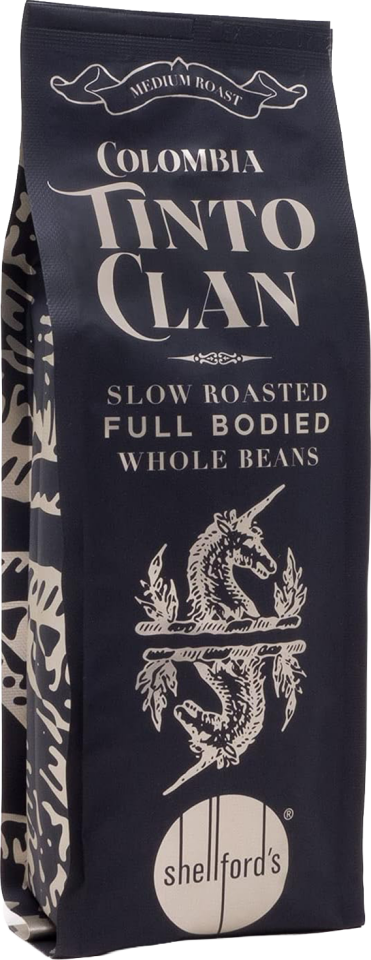 MEDIUM ROAST
COLOMBIA
TINTO
CLAN
SLOW ROASTED
FULL BODIED
WHOLE BEANS
shellford's®